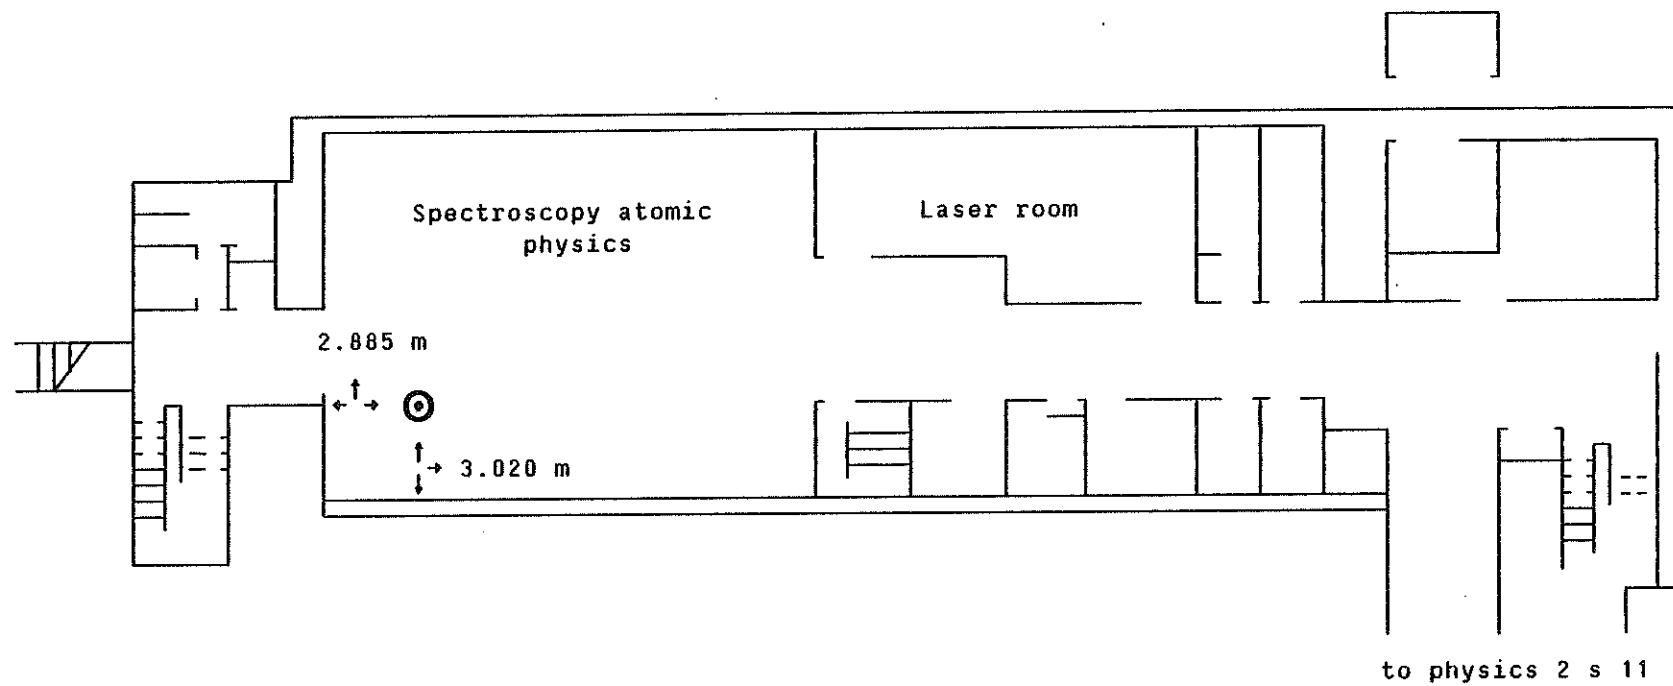 Spectroscopy atomic
physics
Laser room
2.885 m
3.020 m
to physics 2 s 11